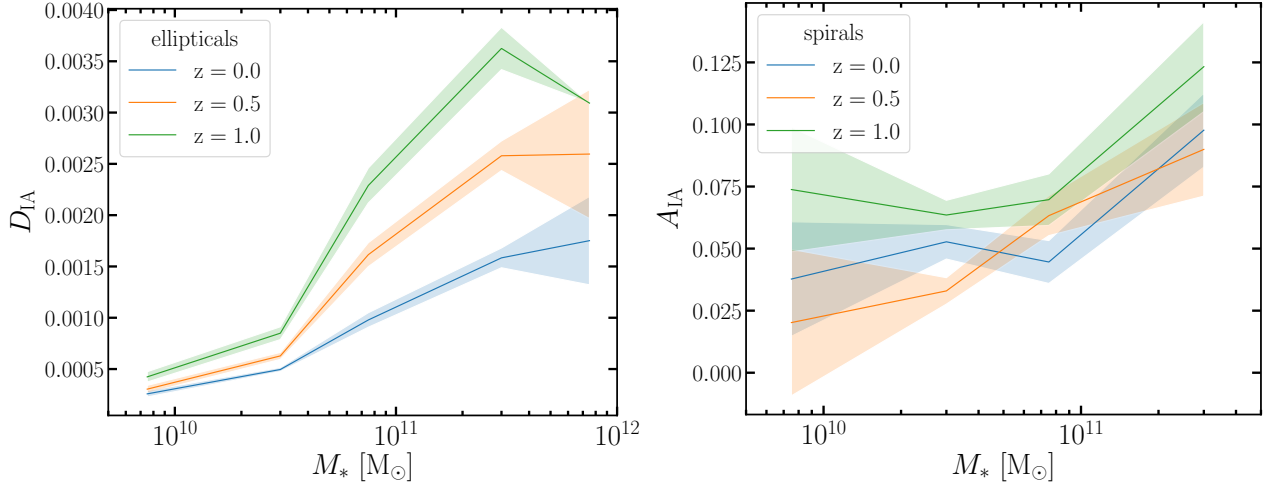 ellipticals
z = 0.0
z = 0.5
z = 1.0
0.0040
0.0035
0.0030
0.0025
0.0020
0.0015
0.0010
0.0005
D_IA
10^10
10^11
10^12
M_* [M_⊙]
spirals
z = 0.0
z = 0.5
z = 1.0
0.125
0.100
0.075
0.050
0.025
0.000
A_IA
10^10
10^11
M_* [M_⊙]